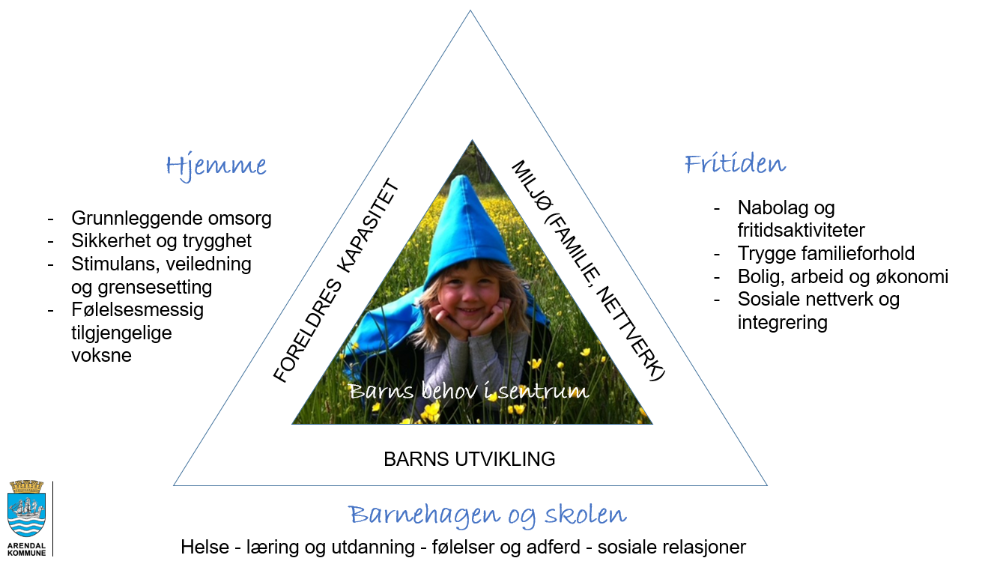 Hjemme
- Grunnleggende omsorg
- Sikkerhet og trygghet
- Stimulans, veiledning
og grensesetting
- Følelsesmessig
tilgjengelige
voksne
FORELDRES KAPASITET
MILJØ (FAMILIE, NETTVERK)
Fritiden
- Nabolag og
fritidsaktiviteter
- Trygge familieforhold
- Bolig, arbeid og økonomi
- Sosiale nettverk og
integrering
Barns behov i sentrum
BARNS UTVIKLING
Barnehagen og skolen
Helse - læring og utdanning - følelser og adferd - sosiale relasjoner
ARENDAL
KOMMUNE